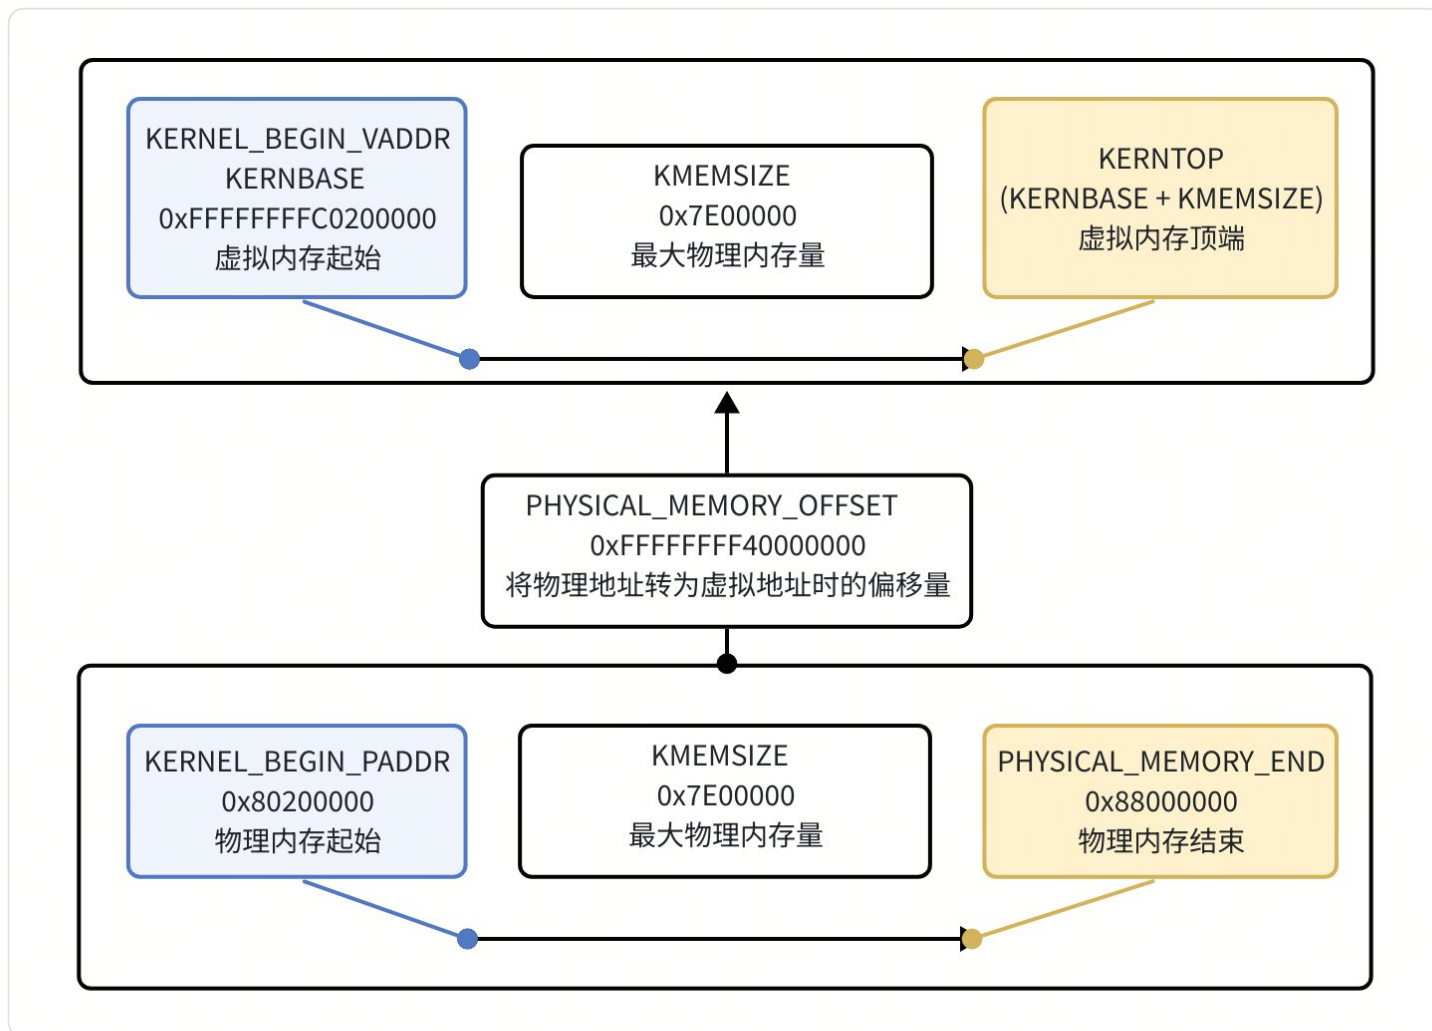 KERNEL_BEGIN_VADDR
KERNBASE
0xFFFFFFFFC0200000
虚拟内存起始
KMEMSIZE
0x7E00000
最大物理内存量
KERNTOP
(KERNBASE + KMEMSIZE)
虚拟内存顶端
PHYSICAL_MEMORY_OFFSET
0xFFFFFFFF40000000
将物理地址转为虚拟地址时的偏移量
KERNEL_BEGIN_PADDR
0x80200000
物理内存起始
KMEMSIZE
0x7E00000
最大物理内存量
PHYSICAL_MEMORY_END
0x88000000
物理内存结束